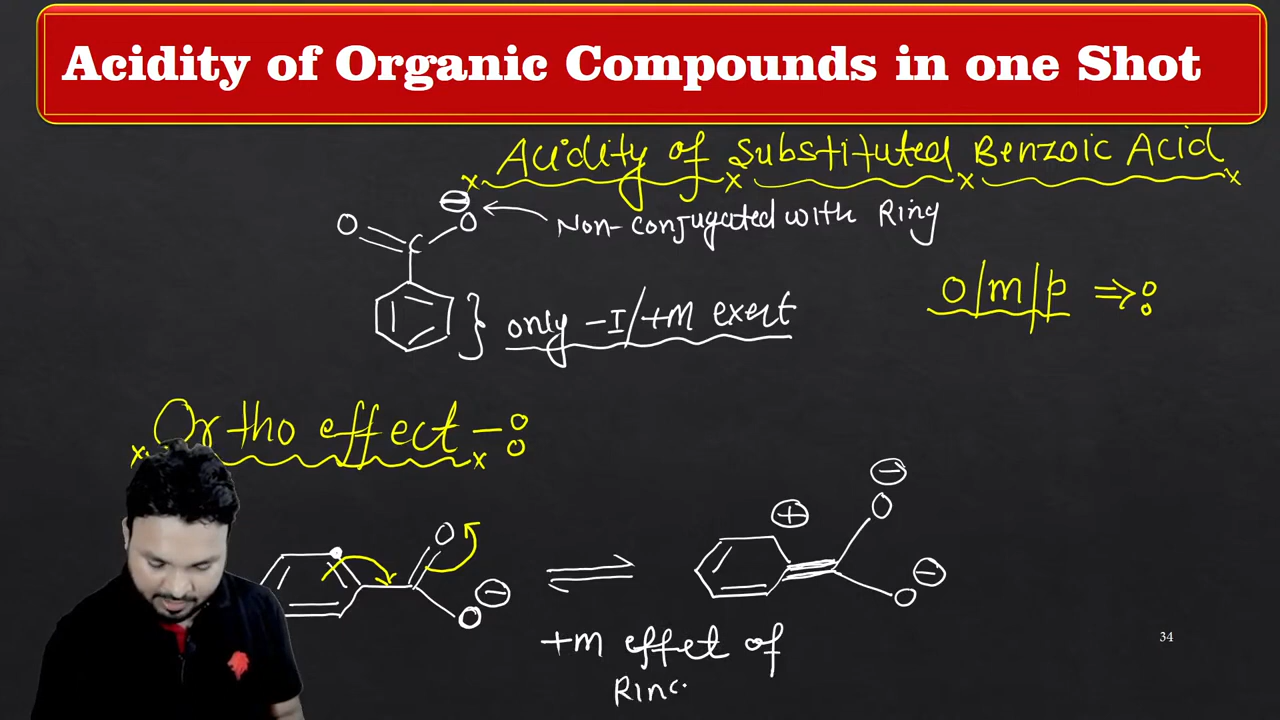 Acidity of Organic Compounds in one Shot
Acidity of Substituted Benzoic Acid
⊖
O O ← Non-conjugated with Ring
C
O/m/p ⇒:
} only -I/+M exert
Ortho effect -:
⊖
O ⊕ O
⊖ ⇌ ⊖
O O
+m effet of
Ring
34